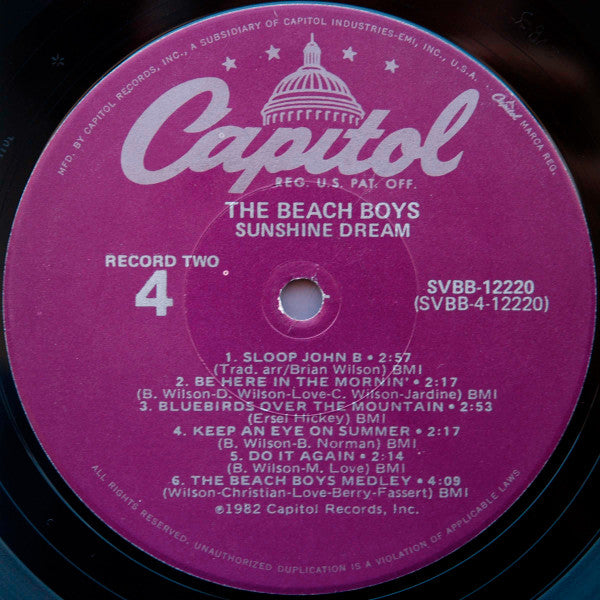 MFD. BY CAPITOL RECORDS, INC., A SUBSIDIARY OF CAPITOL INDUSTRIES-EMI, INC., U.S.A.
Capitol MARCA REG.
Capitol
REG. U.S. PAT. OFF.
THE BEACH BOYS
SUNSHINE DREAM
RECORD TWO
4
SVBB-12220
(SVBB-4-12220)
1. SLOOP JOHN B • 2:57
(Trad. arr/Brian Wilson) BMI
2. BE HERE IN THE MORNIN' • 2:17
(B. Wilson-D. Wilson-Love-C. Wilson-Jardine) BMI
3. BLUEBIRDS OVER THE MOUNTAIN • 2:53
(Ersel Hickey) BMI
4. KEEP AN EYE ON SUMMER • 2:17
(B. Wilson-B. Norman) BMI
5. DO IT AGAIN • 2:14
(B. Wilson-M. Love) BMI
6. THE BEACH BOYS MEDLEY • 4:09
(Wilson-Christian-Love-Berry-Fassert) BMI
℗1982 Capitol Records, Inc.
ALL RIGHTS RESERVED. UNAUTHORIZED DUPLICATION IS A VIOLATION OF APPLICABLE LAWS